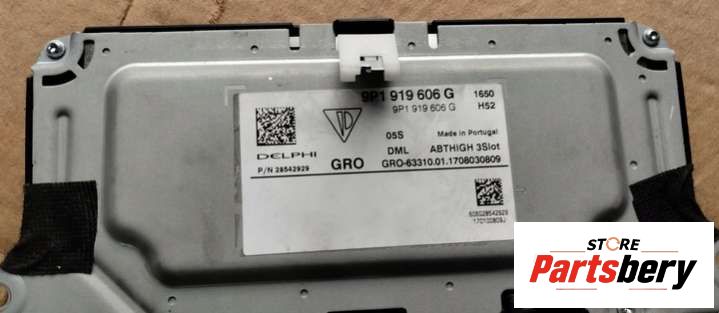 9P1 919 606 G 1650
9P1 919 606 G H52
05S Made in Portugal
DELPHI DML ABTHIGH 3Slot
P/N 28542929 GRO GRO-63310.01.1708030809
170100809J
STORE
Partsbery